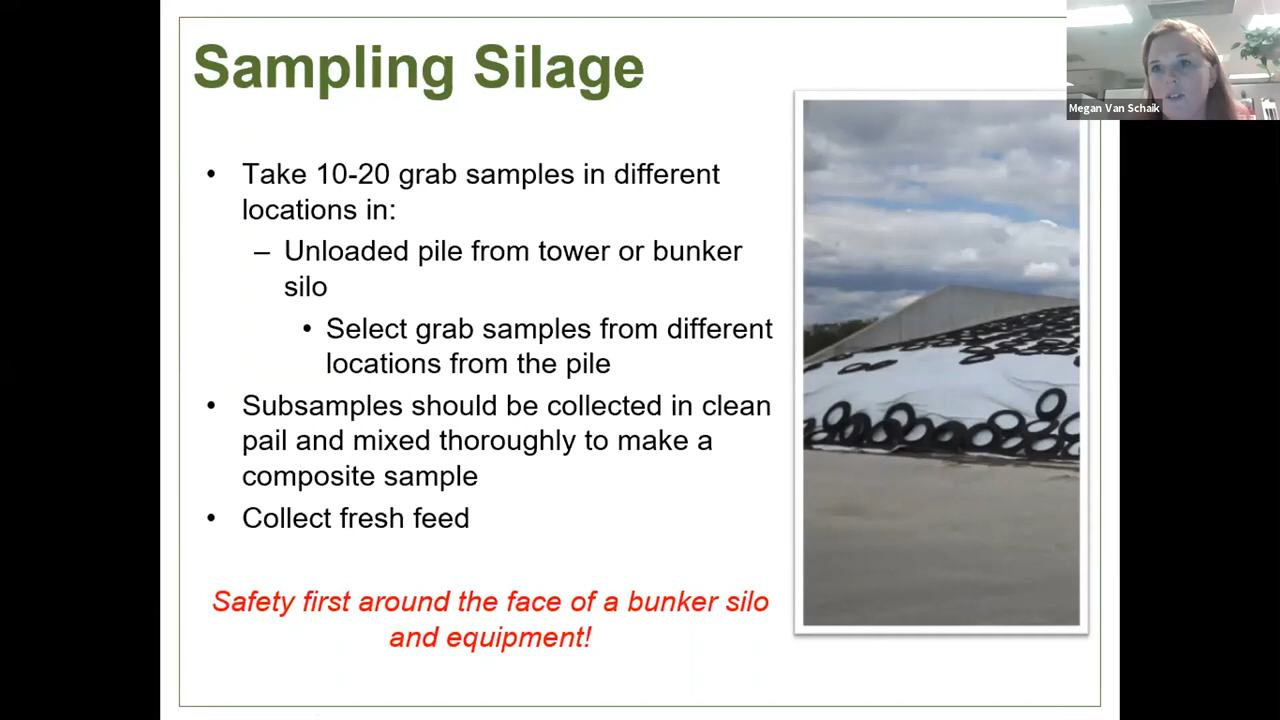 Sampling Silage
Megan Van Schaik
• Take 10-20 grab samples in different
locations in:
– Unloaded pile from tower or bunker
silo
• Select grab samples from different
locations from the pile
• Subsamples should be collected in clean
pail and mixed thoroughly to make a
composite sample
• Collect fresh feed
Safety first around the face of a bunker silo
and equipment!